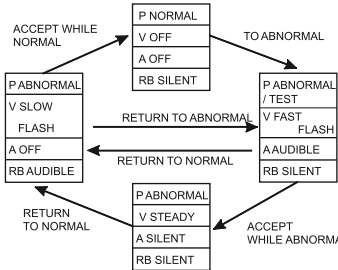 ACCEPT WHILE
NORMAL
P NORMAL
V OFF
A OFF
RB SILENT
TO ABNORMAL
P ABNORMAL
V SLOW
FLASH
A OFF
RB AUDIBLE
RETURN TO ABNORMAL
RETURN TO NORMAL
P ABNORMAL
/ TEST
V FAST
FLASH
A AUDIBLE
RB SILENT
RETURN
TO NORMAL
P ABNORMAL
V STEADY
A SILENT
RB SILENT
ACCEPT
WHILE ABNORMA